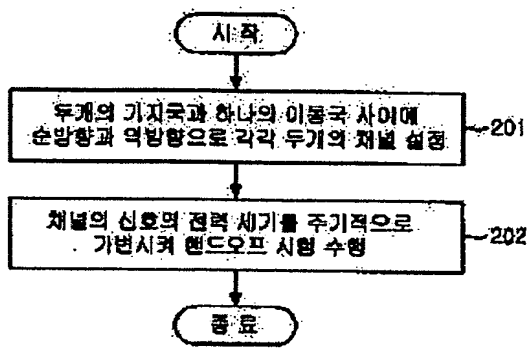 시 작
두개의 기지국과 하나의 이동국 사이에
순방향과 역방향으로 각각 두개의 채널 설정
201
채널의 신호의 전력 세기를 주기적으로
가변시켜 핸드오프 시험 수행
202
종 료